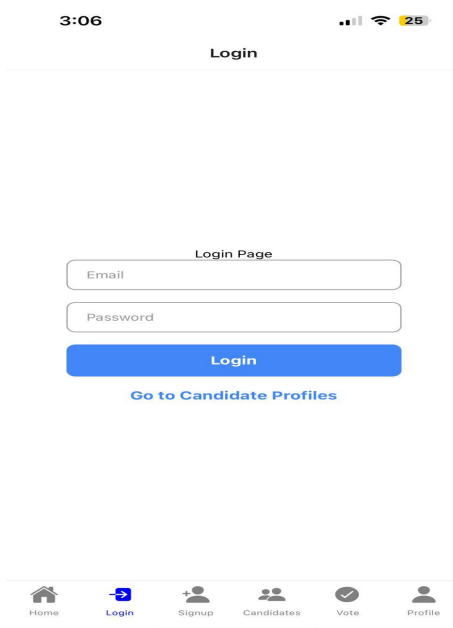 3:06
25
Login
Login Page
Email
Password
Login
Go to Candidate Profiles
Home Login Signup Candidates Vote Profile